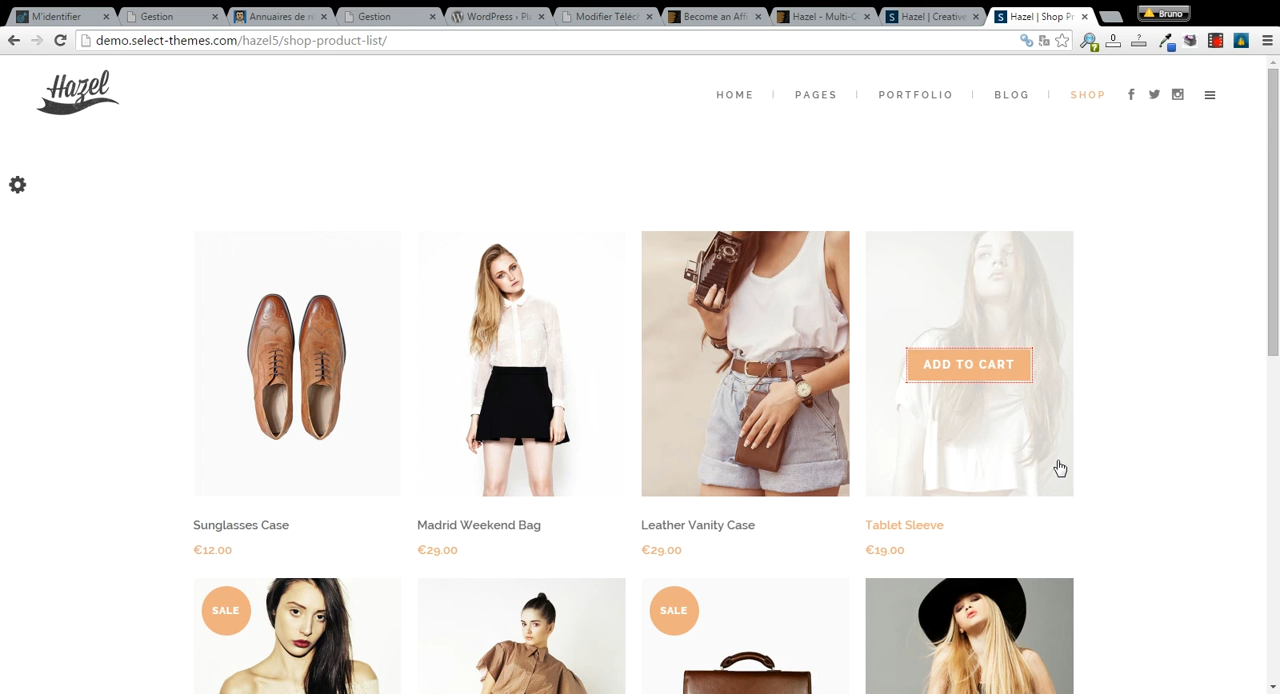 M'identifier
Gestion
Annuaires de r
Gestion
WordPress › Pl
Modifier Téléch
Become an Affi
Hazel - Multi-C
Hazel | Creative
Hazel | Shop Pr
Bruno
demo.select-themes.com/hazel5/shop-product-list/
Hazel
HOME
PAGES
PORTFOLIO
BLOG
SHOP
ADD TO CART
Sunglasses Case
€12.00
Madrid Weekend Bag
€29.00
Leather Vanity Case
€29.00
Tablet Sleeve
€19.00
SALE
SALE